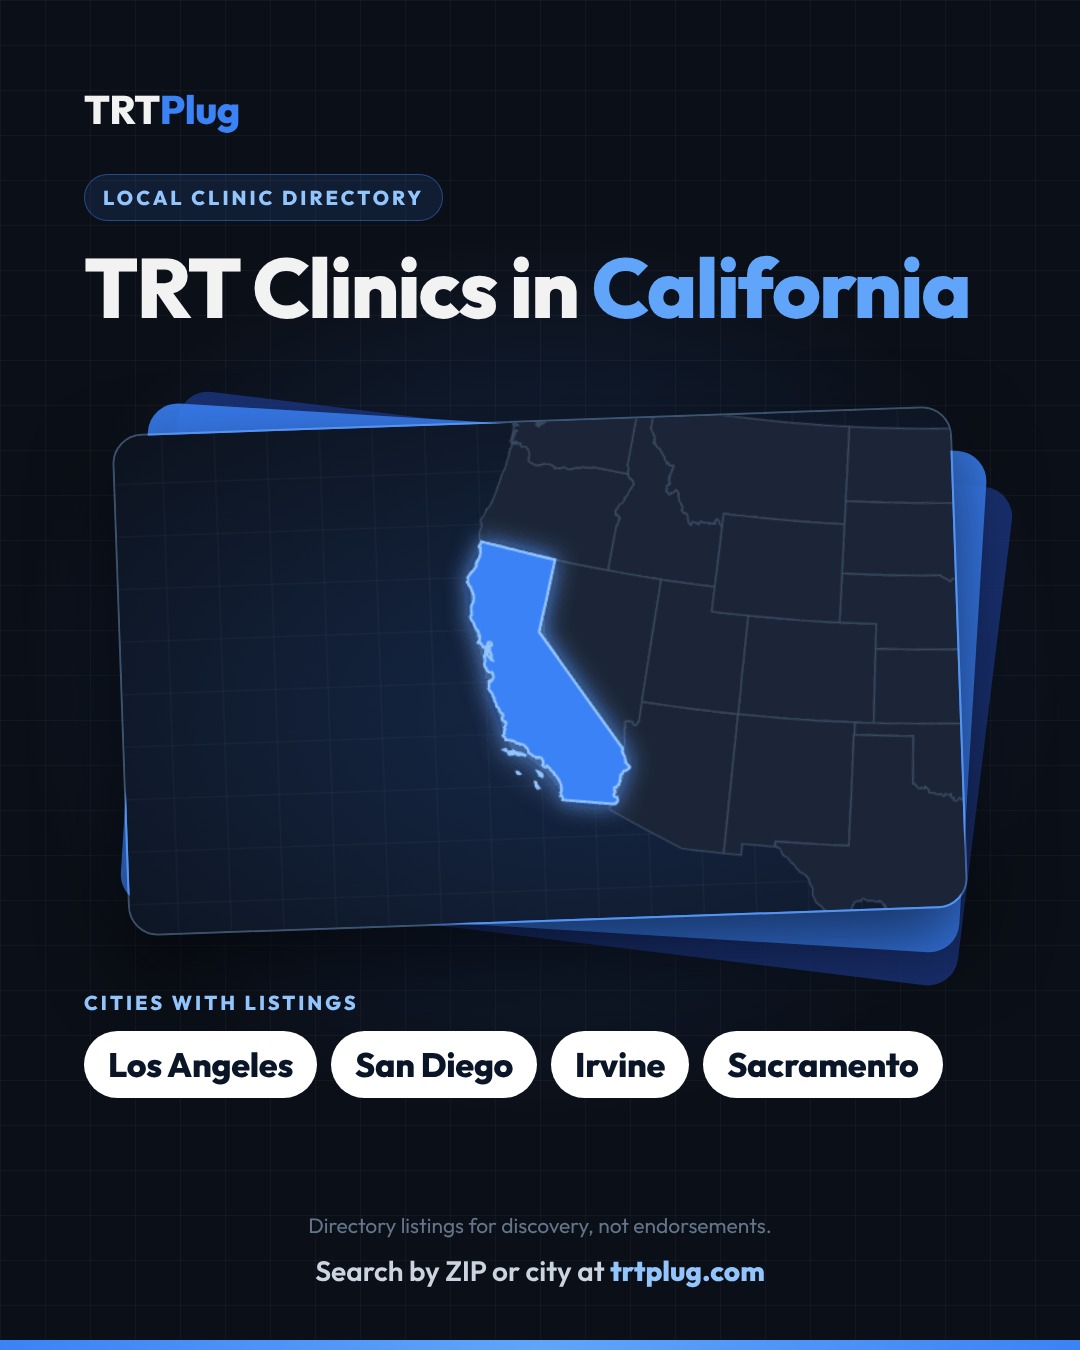 TRTPlug
LOCAL CLINIC DIRECTORY
TRT Clinics in California
CITIES WITH LISTINGS
Los Angeles
San Diego
Irvine
Sacramento
Directory listings for discovery, not endorsements.
Search by ZIP or city at trtplug.com